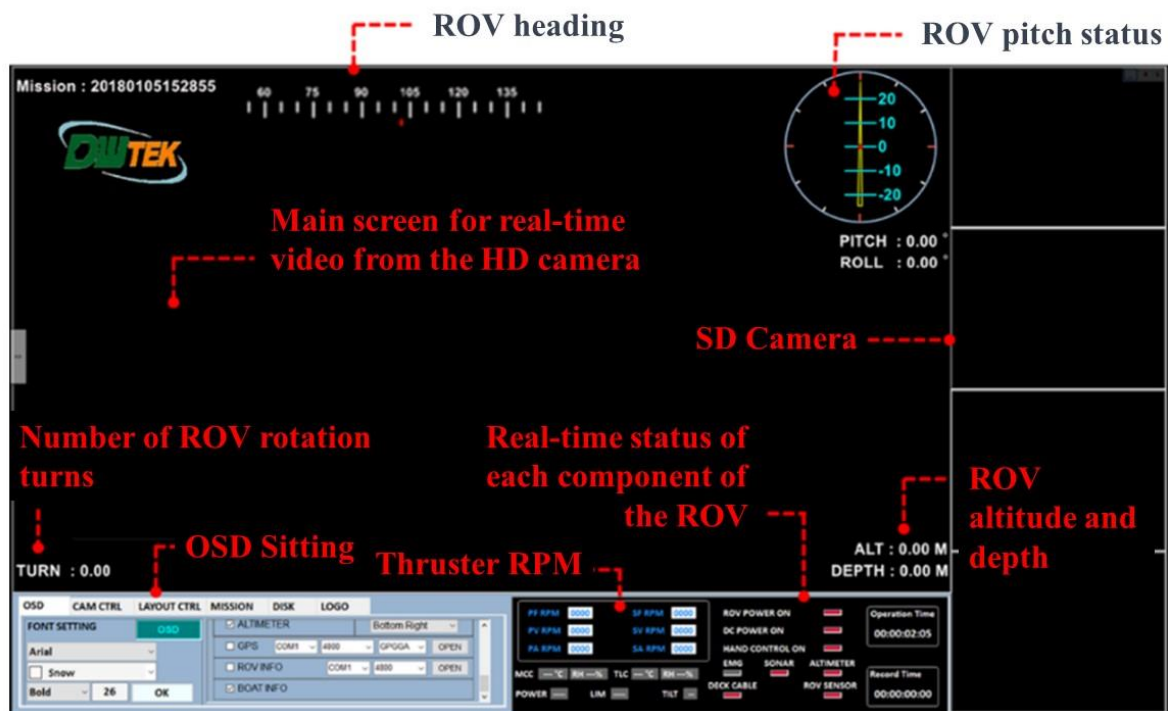 ROV heading
ROV pitch status
Mission : 20180105152855
60 75 90 105 120 135
DWTEK
20
10
0
-10
-20
Main screen for real-time
video from the HD camera
PITCH : 0.00 °
ROLL : 0.00 °
SD Camera
Number of ROV rotation
turns
Real-time status of
each component of
the ROV
ROV
altitude and
depth
OSD Sitting
Thruster RPM
ALT : 0.00 M
TURN : 0.00
DEPTH : 0.00 M
OSD CAM CTRL LAYOUT CTRL MISSION DISK LOGO
FONT SETTING OSD
Arial
Snow
Bold 26 OK
ALTIMETER Bottom Right
GPS COM1 4800 GPGGA OPEN
ROV INFO COM1 4800 OPEN
BOAT INFO
PF RPM 0000 SF RPM 0000
PV RPM 0000 SV RPM 0000
PA RPM 0000 SA RPM 0000
MCC ---°C RH ---% TLC ---°C RH ---%
POWER ---- LIM ---- TILT --
ROV POWER ON
DC POWER ON
HAND CONTROL ON
EMG SONAR ALTIMETER
DECK CABLE ROV SENSOR
Operation Time
00:00:02:05
Record Time
00:00:00:00